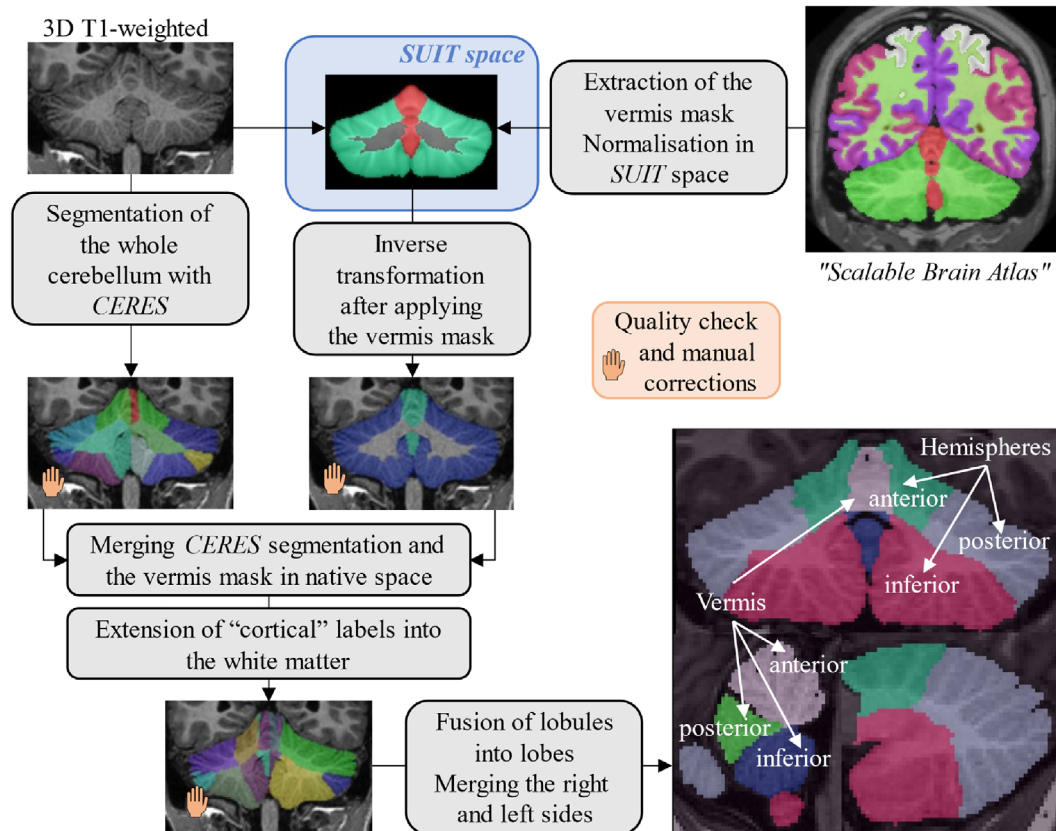 3D T1-weighted
SUIT space
Extraction of the
vermis mask
Normalisation in
SUIT space
"Scalable Brain Atlas"
Segmentation of
the whole
cerebellum with
CERES
Inverse
transformation
after applying
the vermis mask
Quality check
and manual
corrections
Merging CERES segmentation and
the vermis mask in native space
Extension of “cortical” labels into
the white matter
Fusion of lobules
into lobes
Merging the right
and left sides
Hemispheres
anterior
posterior
inferior
Vermis
anterior
posterior
inferior